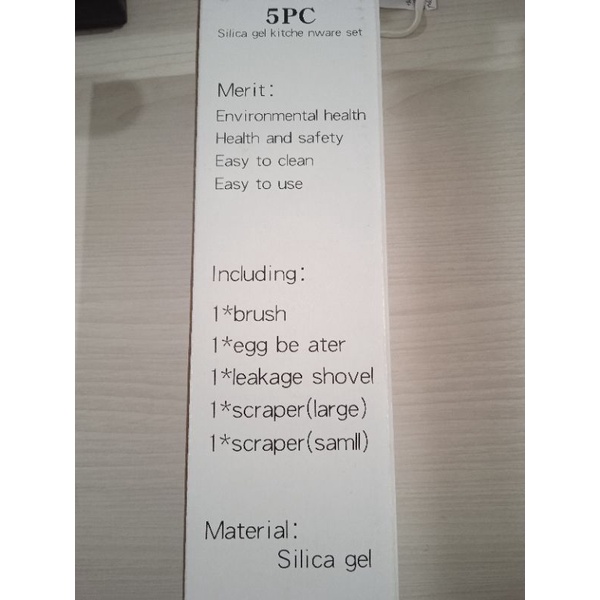 5PC
Silica gel kitche nware set
Merit:
Environmental health
Health and safety
Easy to clean
Easy to use
Including:
1*brush
1*egg be ater
1*leakage shovel
1*scraper(large)
1*scraper(samll)
Material:
Silica gel